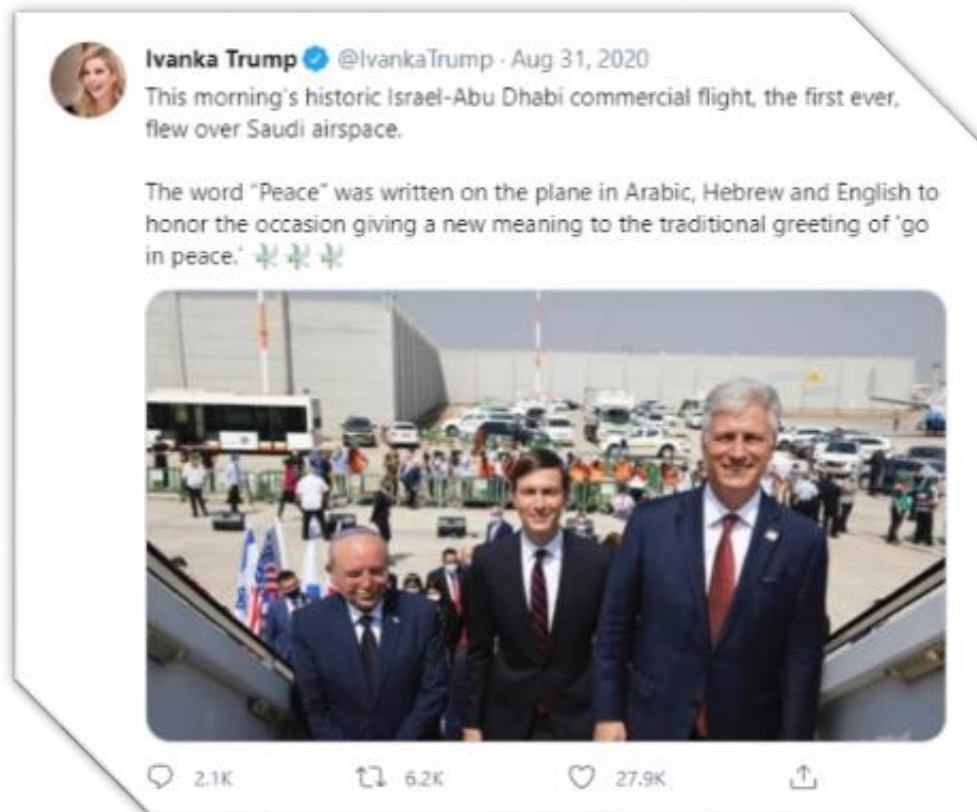 Ivanka Trump @IvankaTrump · Aug 31, 2020
This morning's historic Israel-Abu Dhabi commercial flight, the first ever,
flew over Saudi airspace.
The word "Peace" was written on the plane in Arabic, Hebrew and English to
honor the occasion giving a new meaning to the traditional greeting of 'go
in peace.'
2.1K 6.2K 27.9K